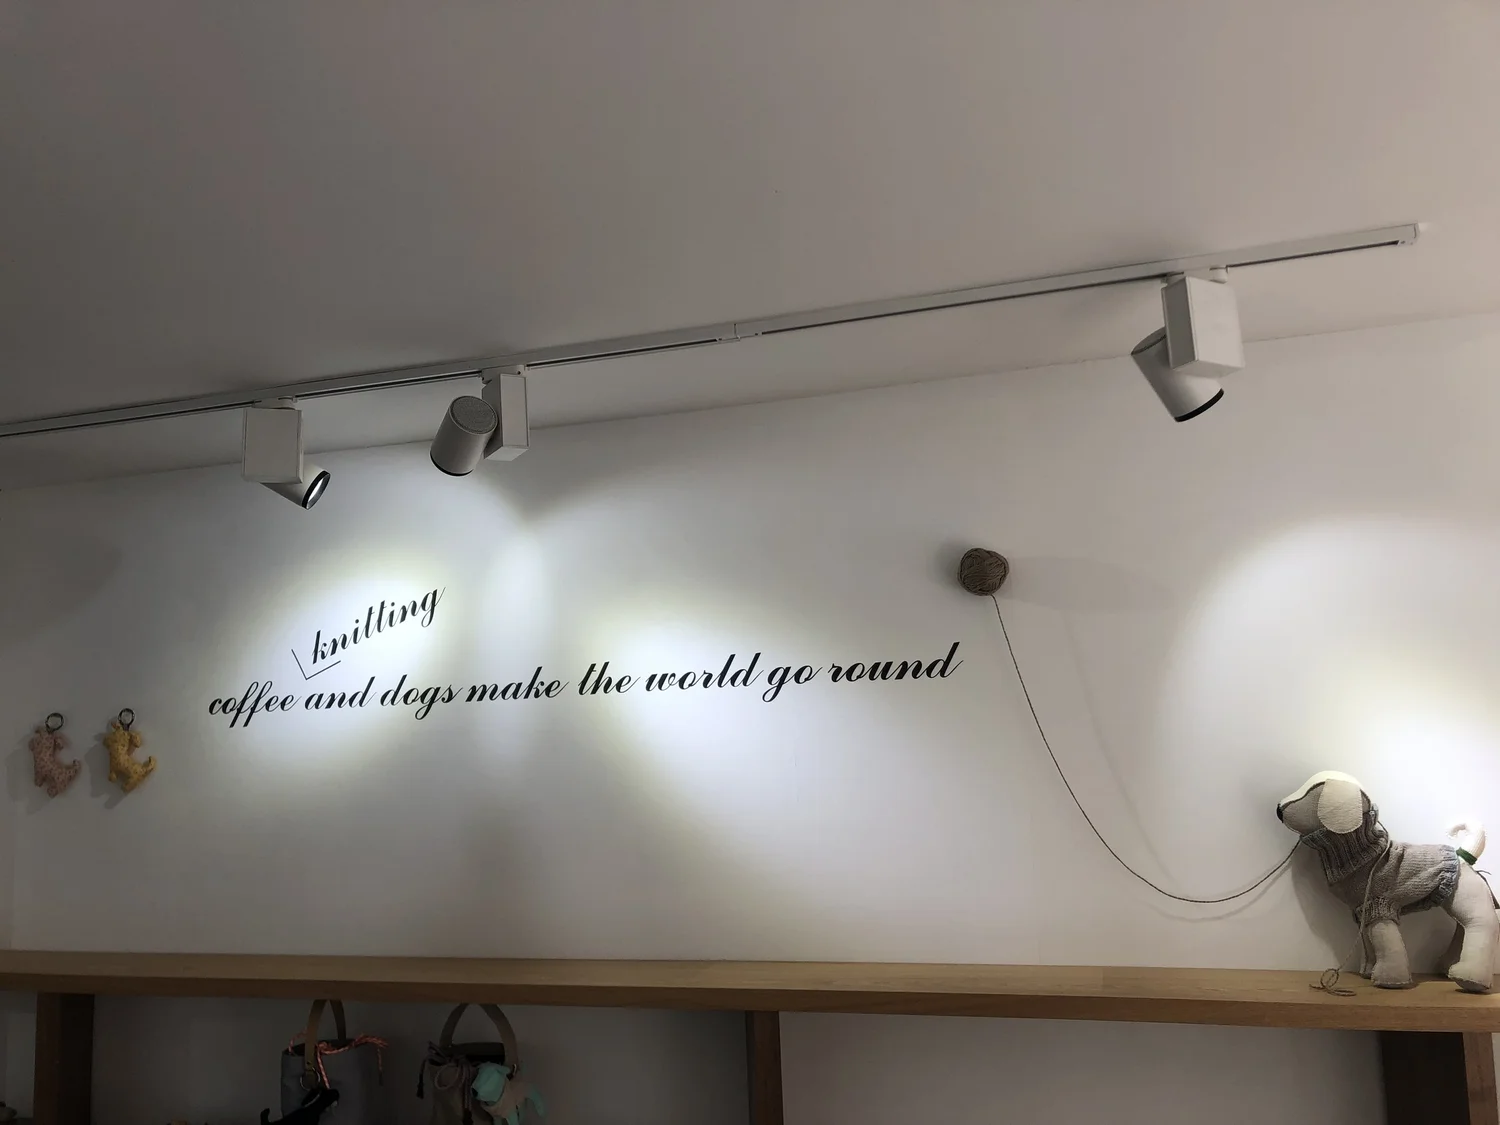 knitting
coffee and dogs make the world go round